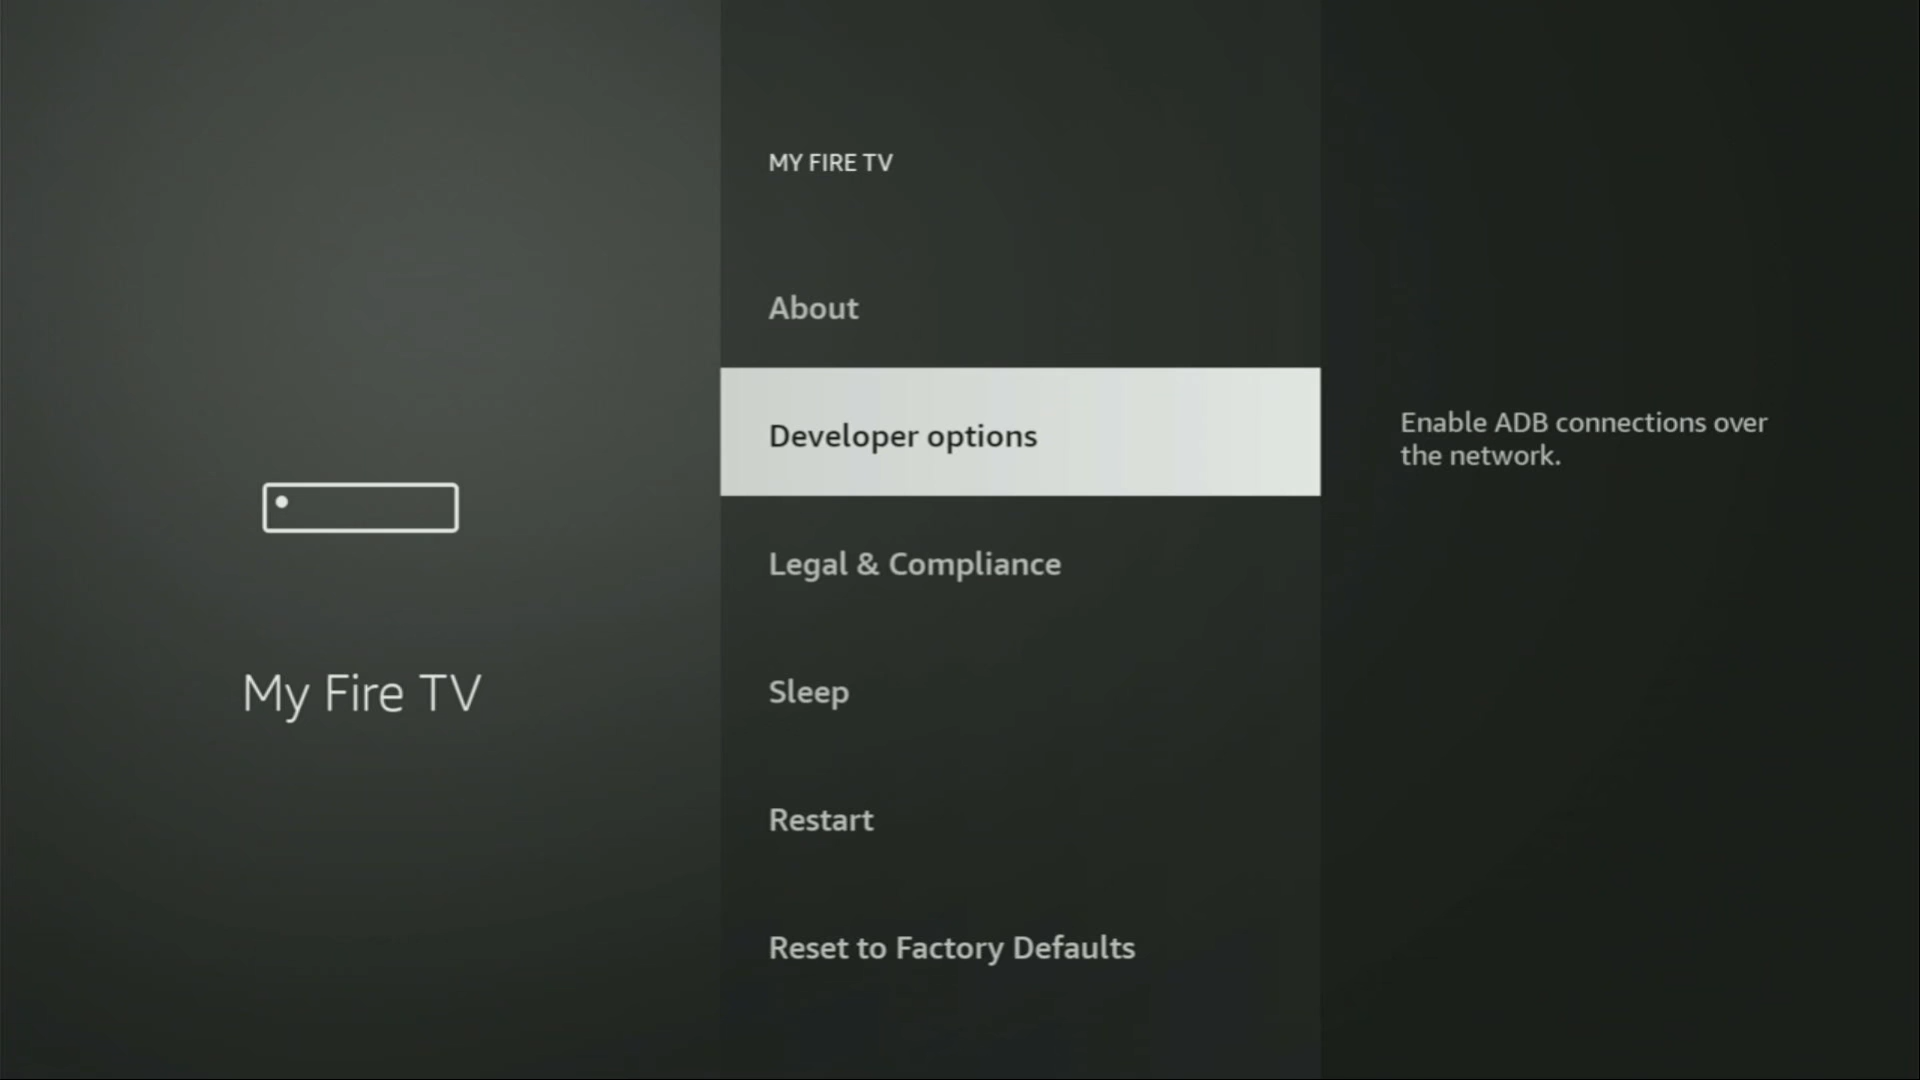 MY FIRE TV
About
Developer options
Enable ADB connections over
the network.
Legal & Compliance
Sleep
My Fire TV
Restart
Reset to Factory Defaults